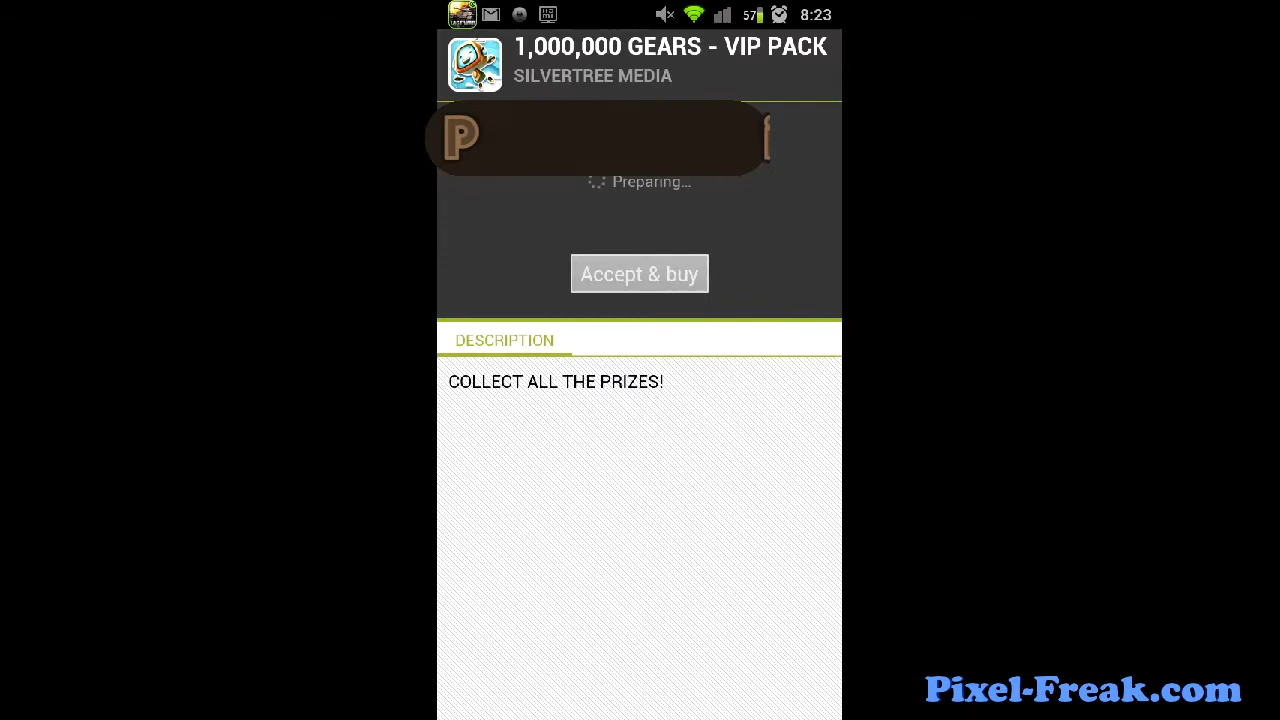 57 8:23
1,000,000 GEARS - VIP PACK
SILVERTREE MEDIA
P
Preparing...
Accept & buy
DESCRIPTION
COLLECT ALL THE PRIZES!
Pixel-Freak.com